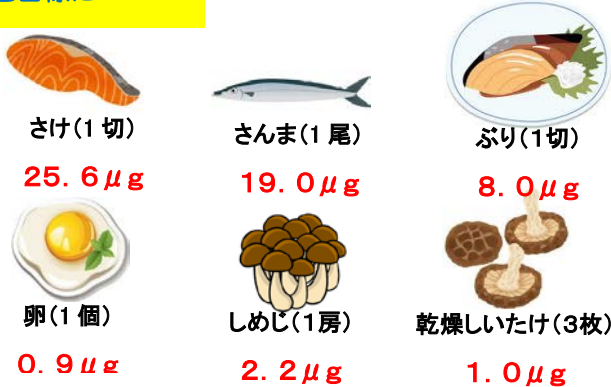 さけ(1切) さんま(1尾) ぶり(1切)
25.6μg 19.0μg 8.0μg
卵(1個) しめじ(1房) 乾燥しいたけ(3枚)
0.9μg 2.2μg 1.0μg